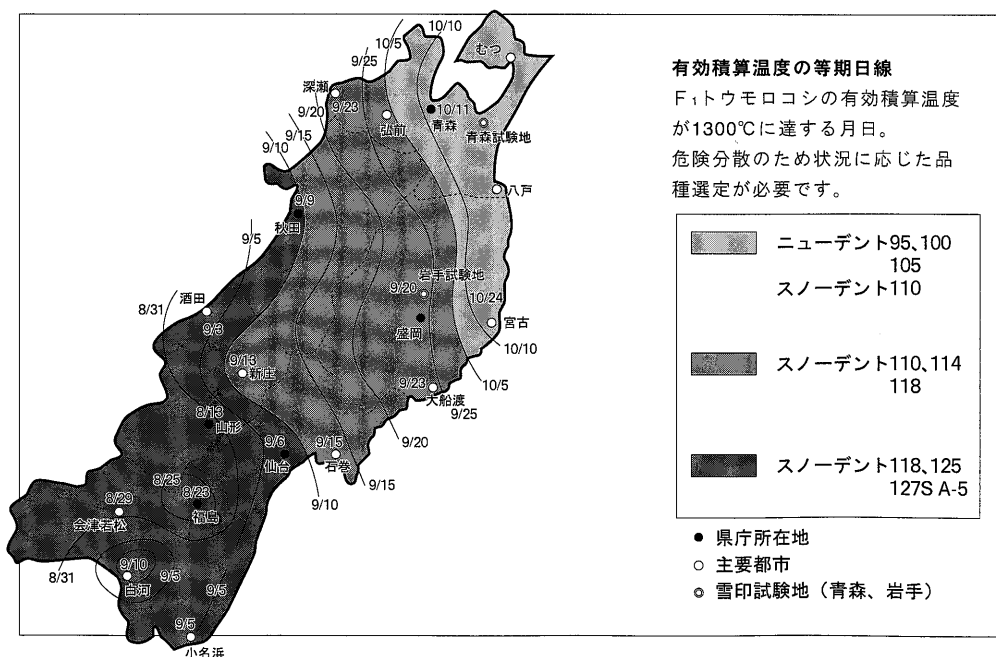 10/10
10/5
9/25
むつ
深瀬
9/23
9/20
弘前
10/11
青森
青森試験地
9/15
9/10
八戸
9/9
秋田
9/5
岩手試験地
9/20
10/24
8/31
酒田
9/3
盛岡
宮古
10/10
9/13
新庄
9/23
大船渡
10/5
9/25
8/13
山形
9/20
9/6
仙台
9/15
石巻
9/15
9/10
8/25
8/23
福島
8/29
会津若松
8/31
9/10
白河
9/5
9/5
9/5
小名浜
有効積算温度の等期日線
F₁トウモロコシの有効積算温度
が1300℃に達する月日。
危険分散のため状況に応じた品
種選定が必要です。
ニューデント95、100
105
スノーデント110
スノーデント110、114
118
スノーデント118、125
127S A-5
● 県庁所在地
○ 主要都市
◎ 雪印試験地（青森、岩手）